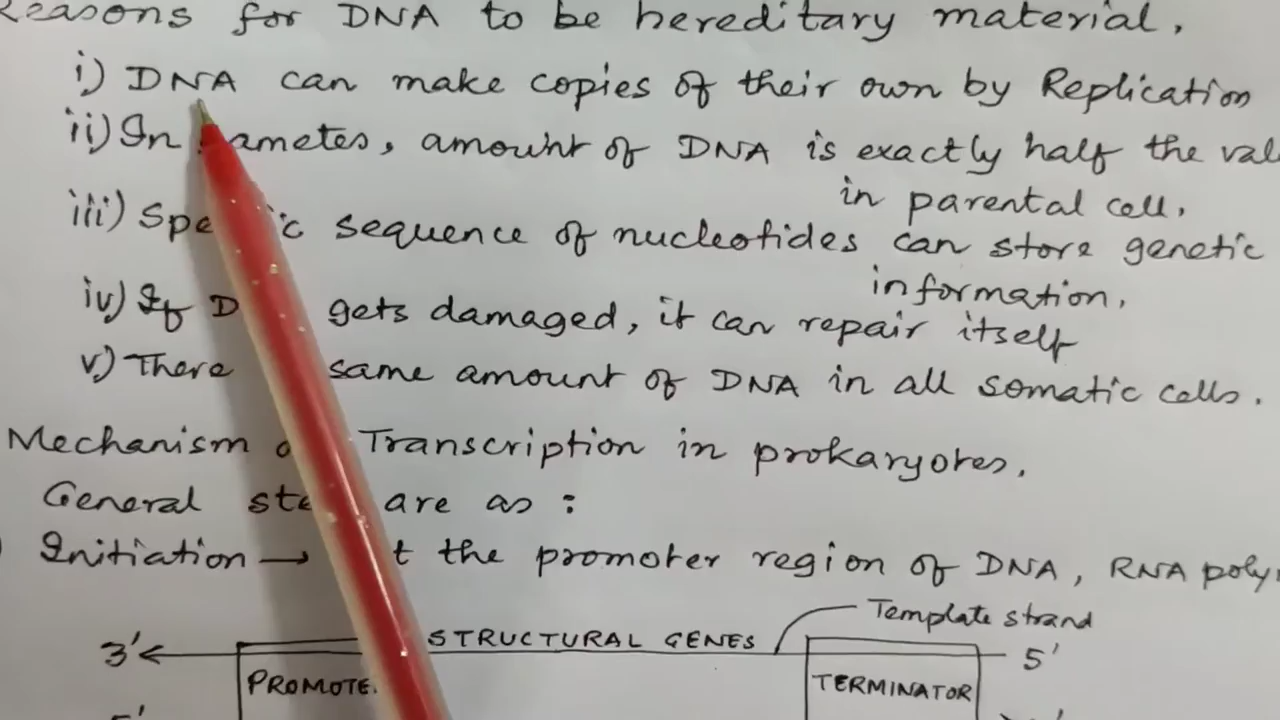 Reasons for DNA to be hereditary material.
i) DNA can make copies of their own by Replication
ii) In ametes, amount of DNA is exactly half the val
in parental cell.
iii) Spe ic sequence of nucleotides can store genetic
information.
iv) If D gets damaged, it can repair itself
v) There same amount of DNA in all somatic cells.
Mechanism o Transcription in prokaryotes.
General ste are as :
Initiation → t the promoter region of DNA, RNA poly
Template strand
3' STRUCTURAL GENES 5'
PROMOTE TERMINATOR